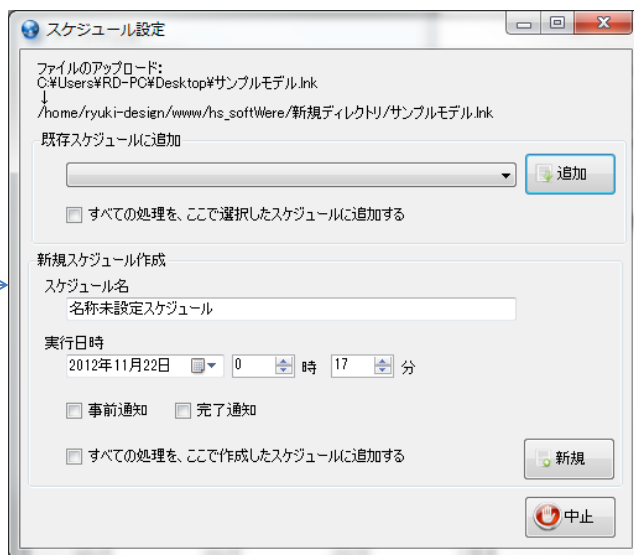 スケジュール設定
ファイルのアップロード:
C:¥Users¥RD-PC¥Desktop¥サンプルモデル.lnk
↓
/home/ryuki-design/www/hs_softWere/新規ディレクトリ/サンプルモデル.lnk
既存スケジュールに追加
追加
すべての処理を、ここで選択したスケジュールに追加する
新規スケジュール作成
スケジュール名
名称未設定スケジュール
実行日時
2012年11月22日 0 時 17 分
事前通知 完了通知
すべての処理を、ここで作成したスケジュールに追加する
新規
中止